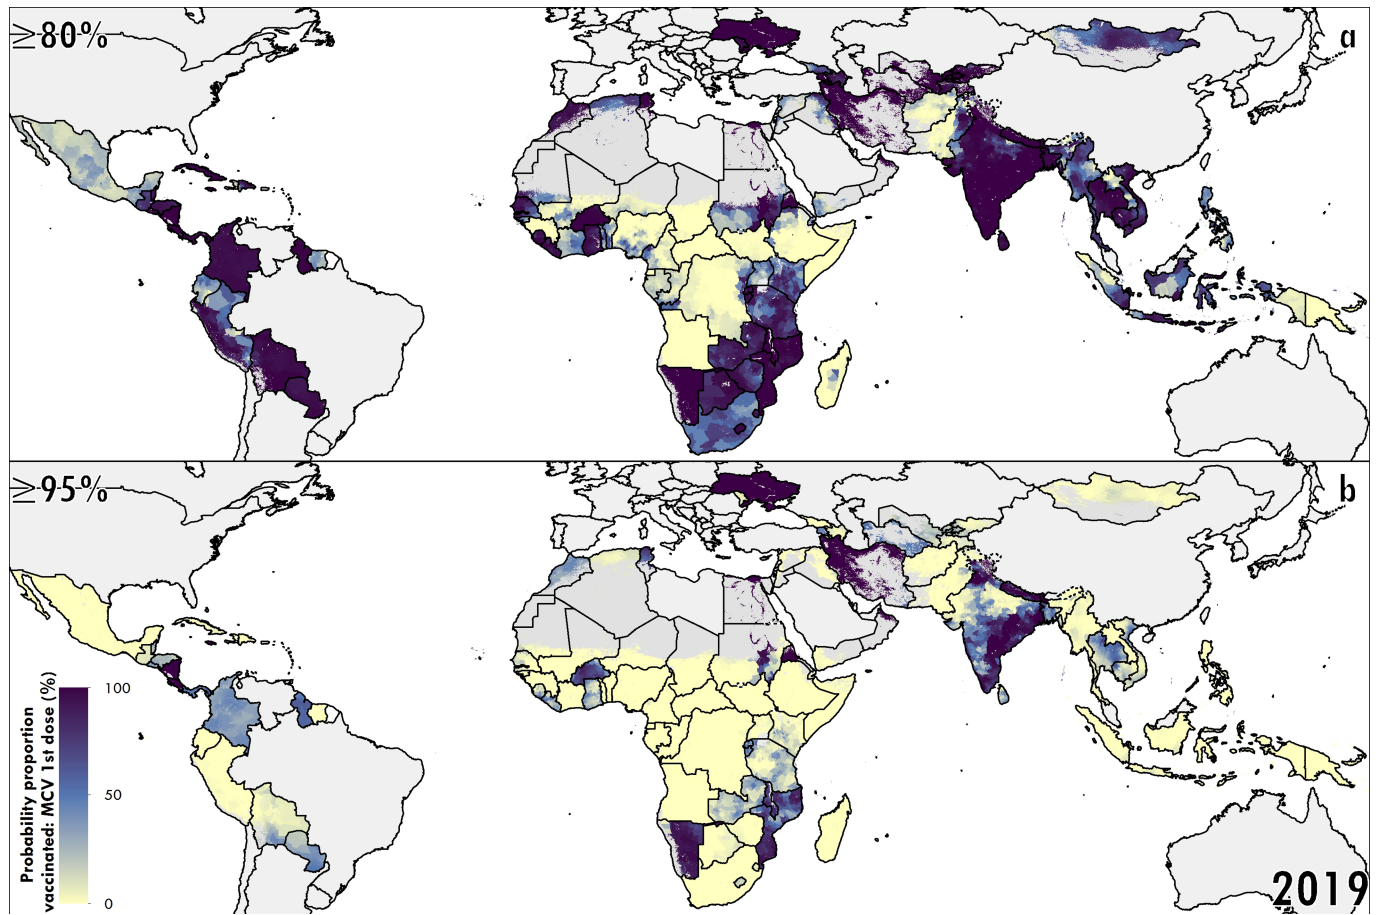 ≥80%
a
≥95%
b
Probability proportion
vaccinated: MCV 1st dose (%)
100
50
0
2019